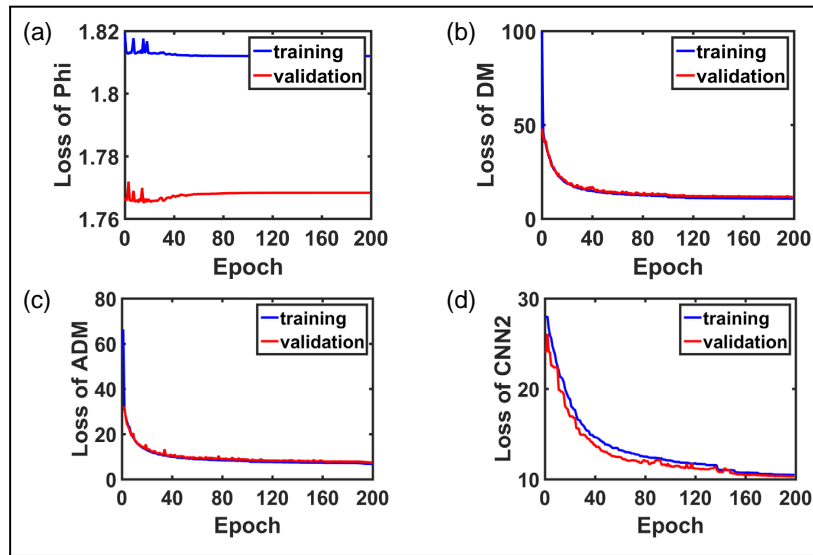 (a)
Loss of Phi
1.82
1.8
1.78
1.76
0 40 80 120 160 200
Epoch
training
validation
(b)
Loss of DM
100
50
0
0 40 80 120 160 200
Epoch
training
validation
(c)
Loss of ADM
80
60
40
20
0
0 40 80 120 160 200
Epoch
training
validation
(d)
Loss of CNN2
30
20
10
0 40 80 120 160 200
Epoch
training
validation